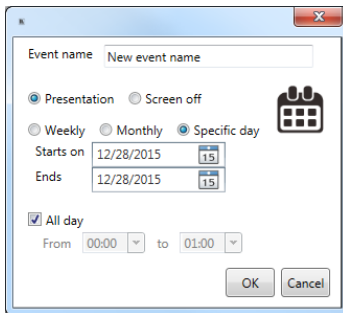 Event name New event name
Presentation Screen off
Weekly Monthly Specific day
Starts on 12/28/2015 15
Ends 12/28/2015 15
All day
From 00:00 to 01:00
OK Cancel